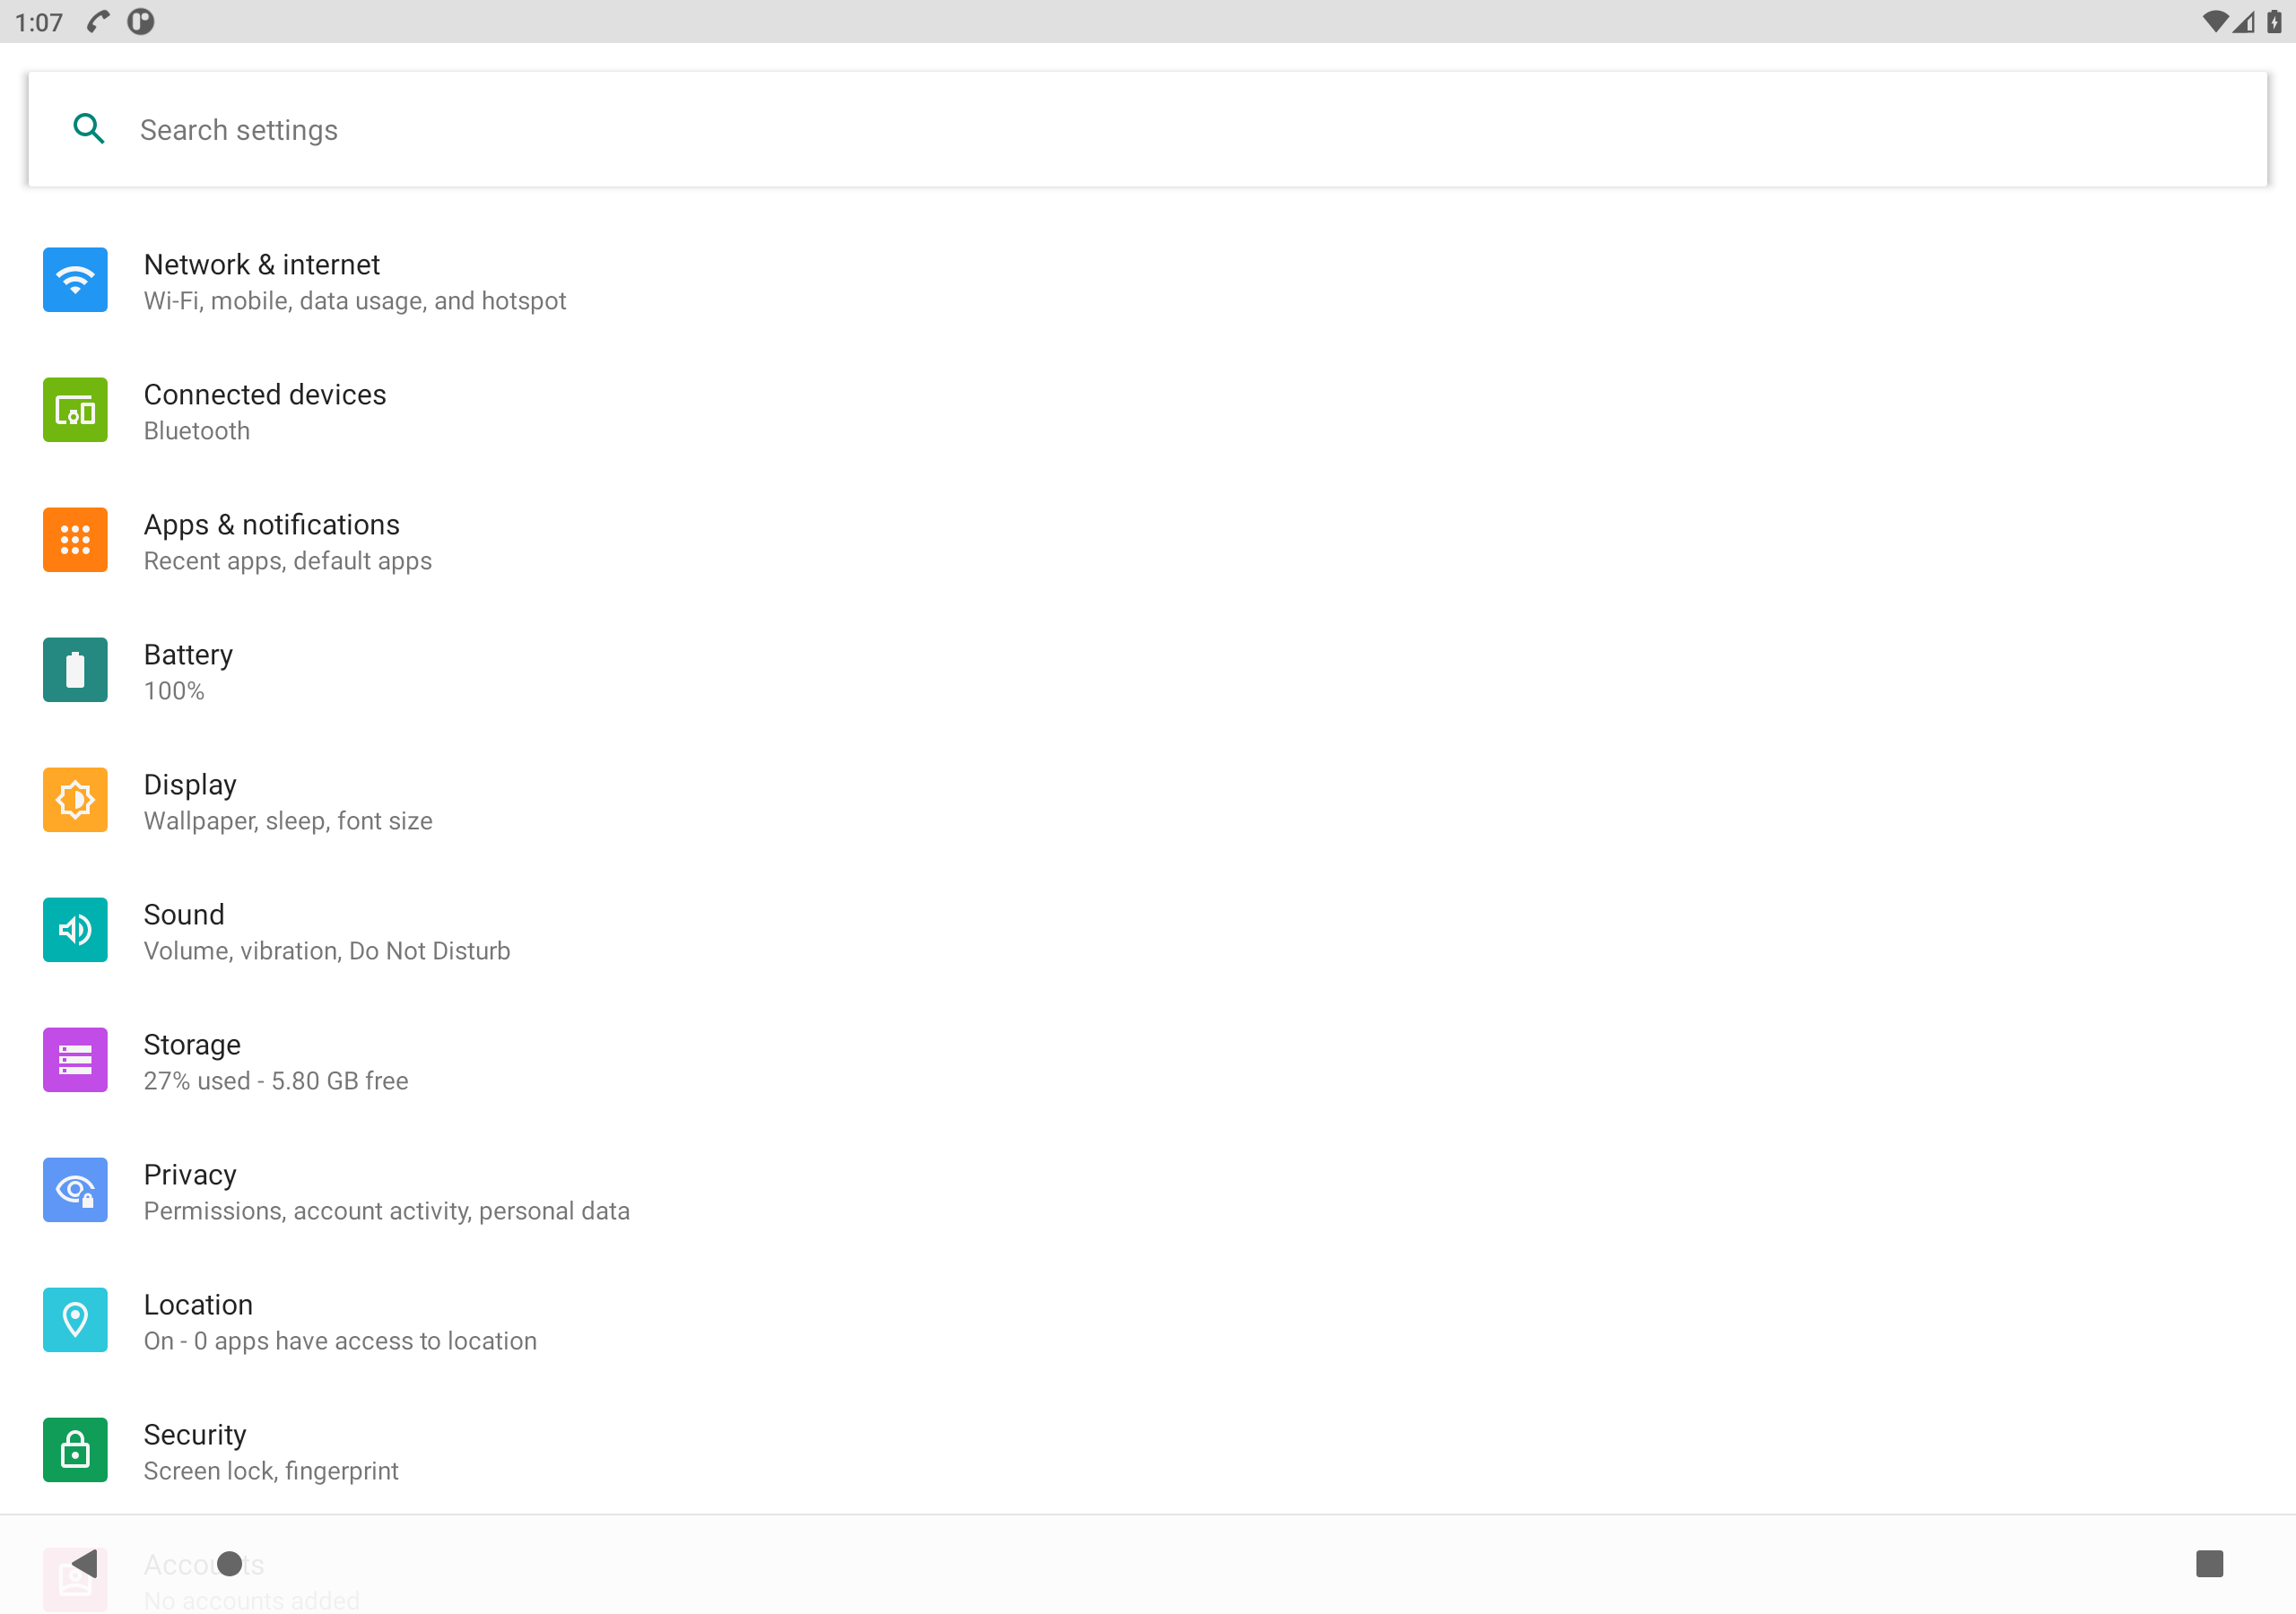 1:07
Search settings
Network & internet
Wi-Fi, mobile, data usage, and hotspot
Connected devices
Bluetooth
Apps & notifications
Recent apps, default apps
Battery
100%
Display
Wallpaper, sleep, font size
Sound
Volume, vibration, Do Not Disturb
Storage
27% used - 5.80 GB free
Privacy
Permissions, account activity, personal data
Location
On - 0 apps have access to location
Security
Screen lock, fingerprint
Accounts
No accounts added